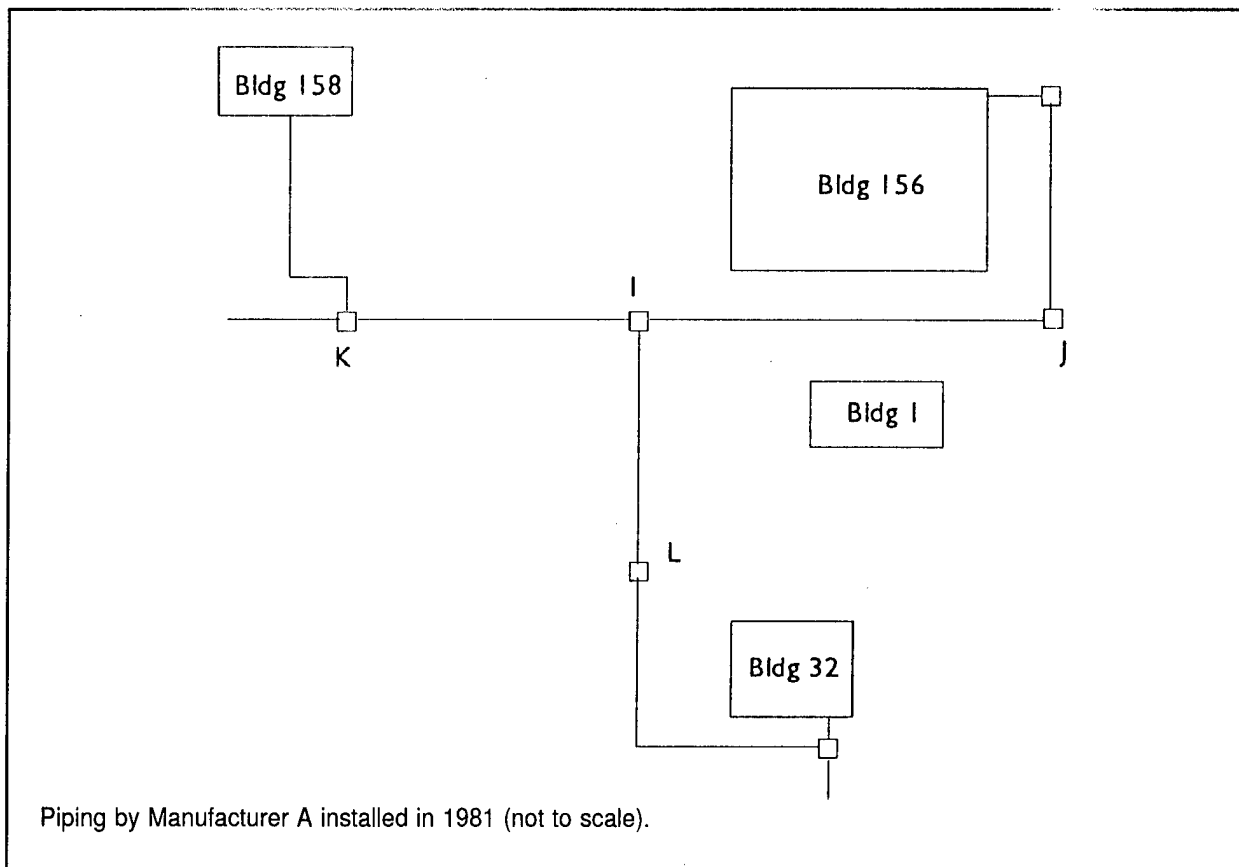 Bldg 158
Bldg 156
I
K
J
Bldg 1
L
Bldg 32
Piping by Manufacturer A installed in 1981 (not to scale).